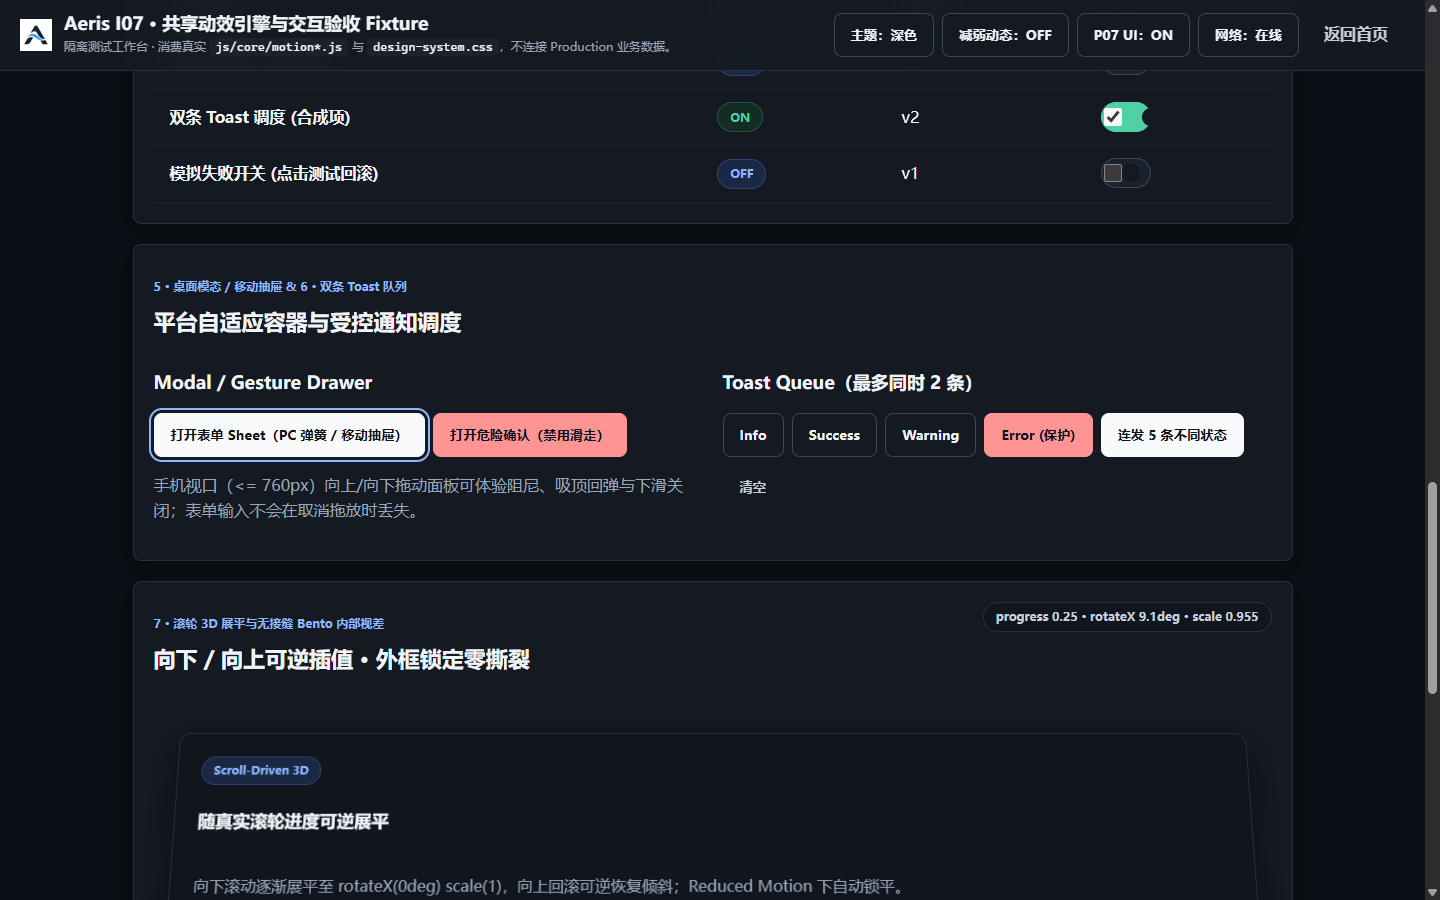 Aeris I07 • 共享动效引擎与交互验收 Fixture
隔离测试工作台 · 消费真实 js/core/motion*.js 与 design-system.css，不连接 Production 业务数据。
主题：深色
减弱动态：OFF
P07 UI：ON
网络：在线
返回首页
双条 Toast 调度 (合成项)
ON
v2
模拟失败开关 (点击测试回滚)
OFF
v1
5 • 桌面模态 / 移动抽屉 & 6 • 双条 Toast 队列
平台自适应容器与受控通知调度
Modal / Gesture Drawer
打开表单 Sheet（PC 弹簧 / 移动抽屉）
打开危险确认（禁用滑走）
手机视口（<= 760px）向上/向下拖动面板可体验阻尼、吸顶回弹与下滑关
闭；表单输入不会在取消拖放时丢失。
Toast Queue（最多同时 2 条）
Info
Success
Warning
Error (保护)
连发 5 条不同状态
清空
7 • 滚轮 3D 展平与无接缝 Bento 内部视差
progress 0.25 • rotateX 9.1deg • scale 0.955
向下 / 向上可逆插值 • 外框锁定零撕裂
Scroll-Driven 3D
随真实滚轮进度可逆展平
向下滚动逐渐展平至 rotateX(0deg) scale(1)，向上回滚可逆恢复倾斜；Reduced Motion 下自动锁平。